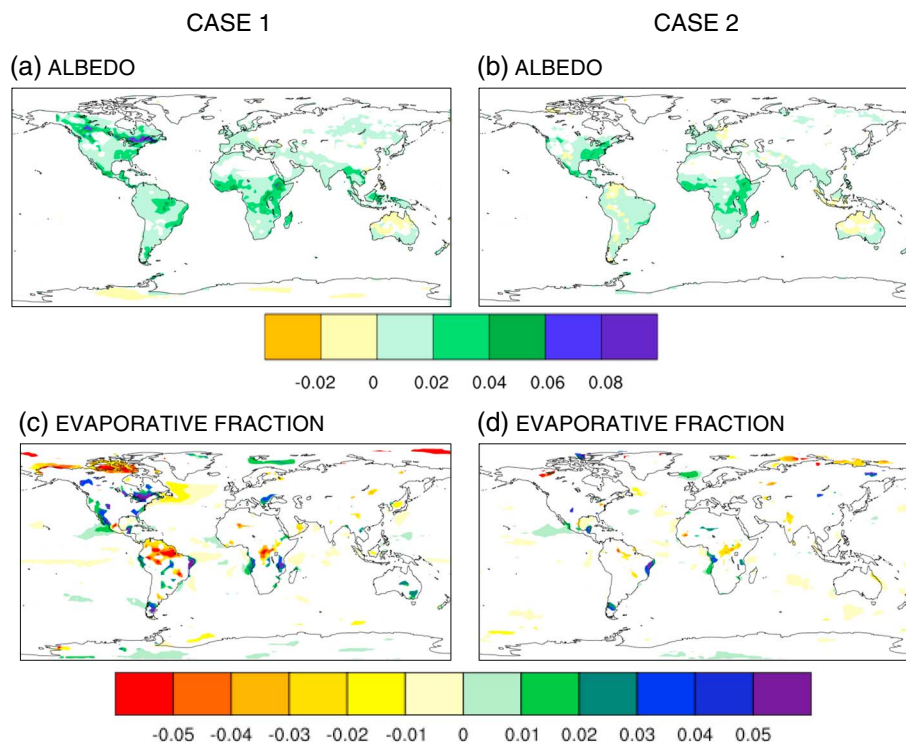 CASE 1
CASE 2
(a) ALBEDO
(b) ALBEDO
-0.02 0 0.02 0.04 0.06 0.08
(c) EVAPORATIVE FRACTION
(d) EVAPORATIVE FRACTION
-0.05 -0.04 -0.03 -0.02 -0.01 0 0.01 0.02 0.03 0.04 0.05